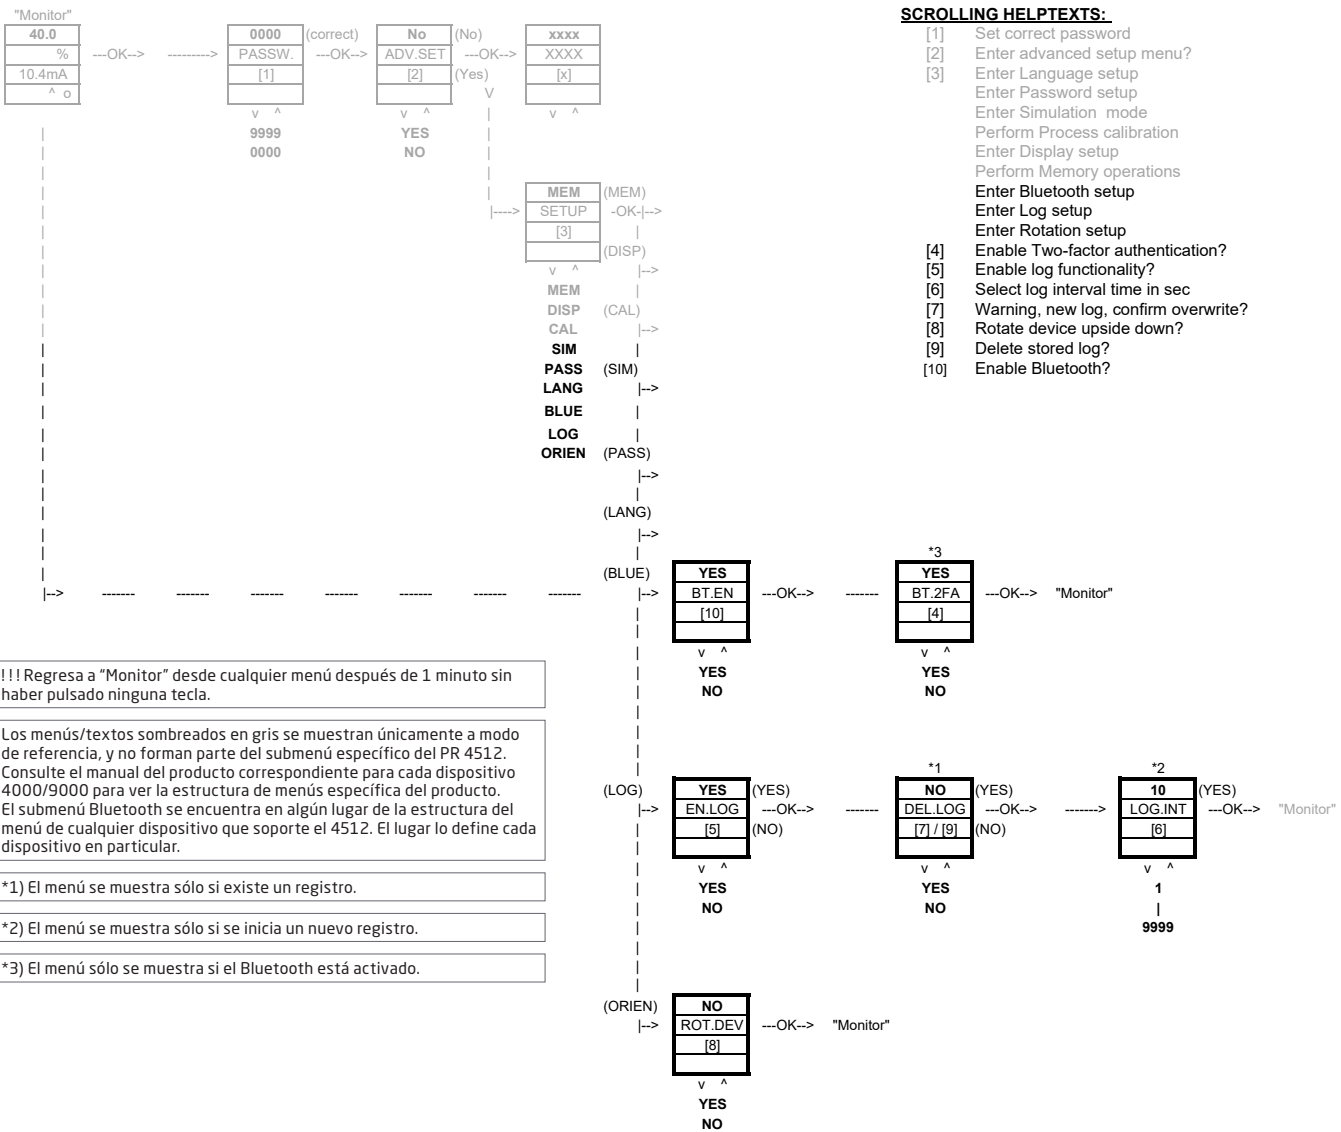 "Monitor"
40.0
%
10.4mA
^ o
---OK--> --------->
0000 (correct)
PASSW. ---OK-->
[1]
v ^
9999
0000
No (No)
ADV.SET ---OK-->
[2] (Yes)
V
v ^
YES
NO
xxxx
XXXX
[x]
v ^
MEM (MEM)
|----> SETUP -OK-|-->
[3]
(DISP)
v ^ |-->
MEM
DISP (CAL)
CAL |-->
SIM
PASS (SIM)
LANG |-->
BLUE
LOG
ORIEN (PASS)
|-->
(LANG)
|-->
SCROLLING HELPTEXTS:
[1] Set correct password
[2] Enter advanced setup menu?
[3] Enter Language setup
Enter Password setup
Enter Simulation mode
Perform Process calibration
Enter Display setup
Perform Memory operations
Enter Bluetooth setup
Enter Log setup
Enter Rotation setup
[4] Enable Two-factor authentication?
[5] Enable log functionality?
[6] Select log interval time in sec
[7] Warning, new log, confirm overwrite?
[8] Rotate device upside down?
[9] Delete stored log?
[10] Enable Bluetooth?
*3
(BLUE) YES YES
|--> ------- ------- ------- ------- ------- ------- ------- |--> BT.EN ---OK--> ------- BT.2FA ---OK--> "Monitor"
[10] [4]
v ^ v ^
YES YES
NO NO
!!! Regresa a “Monitor” desde cualquier menú después de 1 minuto sin
haber pulsado ninguna tecla.
Los menús/textos sombreados en gris se muestran únicamente a modo
de referencia, y no forman parte del submenú específico del PR 4512.
Consulte el manual del producto correspondiente para cada dispositivo
4000/9000 para ver la estructura de menús específica del producto.
El submenú Bluetooth se encuentra en algún lugar de la estructura del
menú de cualquier dispositivo que soporte el 4512. El lugar lo define cada
dispositivo en particular.
*1) El menú se muestra sólo si existe un registro.
*2) El menú se muestra sólo si se inicia un nuevo registro.
*3) El menú sólo se muestra si el Bluetooth está activado.
*1 *2
(LOG) YES (YES) NO (YES) 10 (YES)
|--> EN.LOG ---OK--> ------- DEL.LOG ---OK--> -------> LOG.INT ---OK--> "Monitor"
[5] (NO) [7] / [9] (NO) [6]
v ^ v ^ v ^
YES YES 1
NO NO |
9999
(ORIEN) NO
|--> ROT.DEV ---OK--> "Monitor"
[8]
v ^
YES
NO